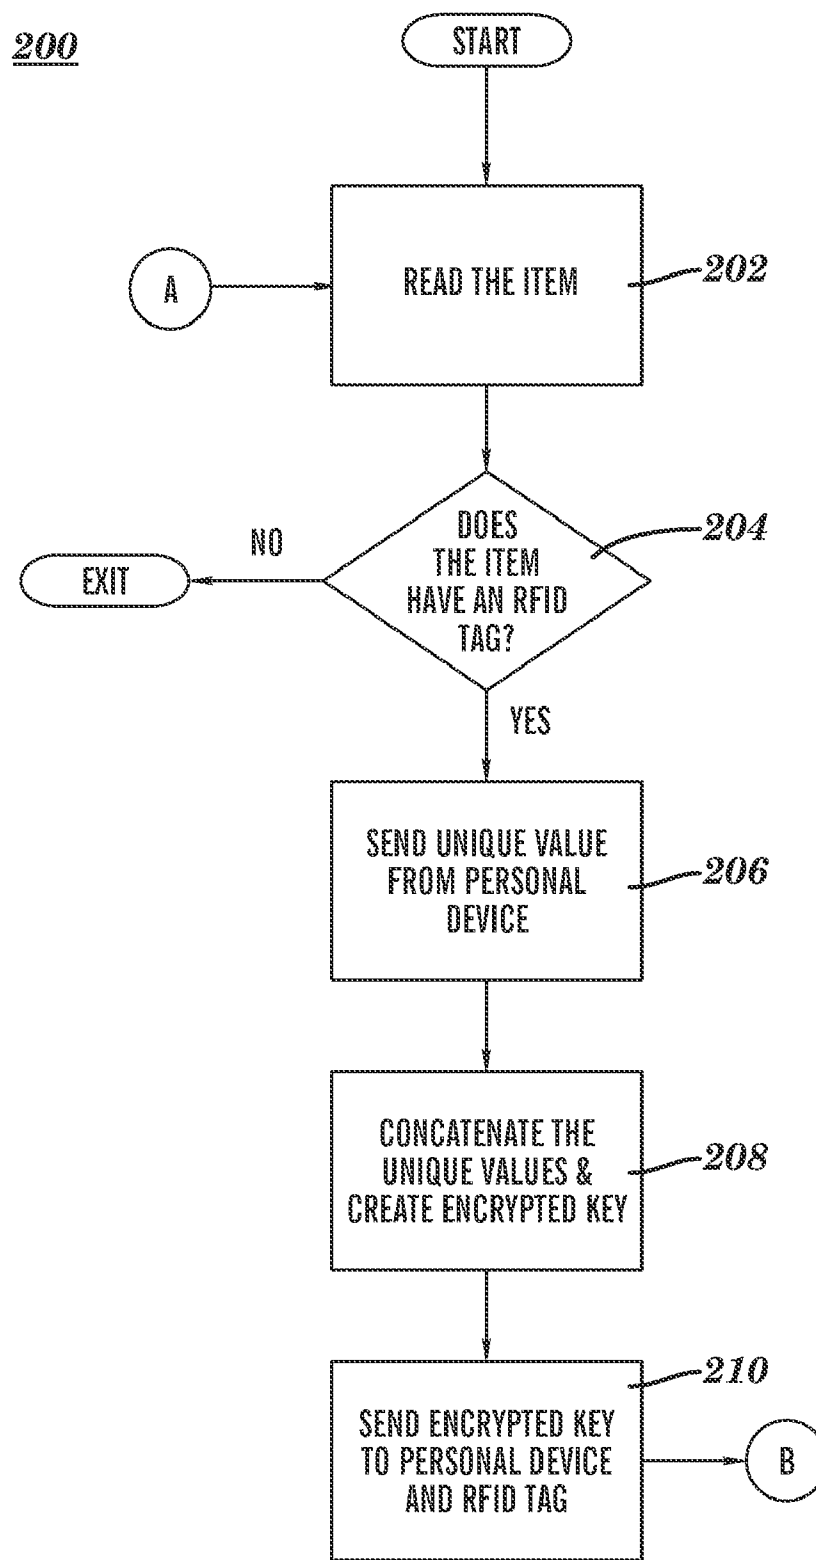 200
START
A
READ THE ITEM
202
DOES
THE ITEM
HAVE AN RFID
TAG?
204
NO
EXIT
YES
SEND UNIQUE VALUE
FROM PERSONAL
DEVICE
206
CONCATENATE THE
UNIQUE VALUES &
CREATE ENCRYPTED KEY
208
SEND ENCRYPTED KEY
TO PERSONAL DEVICE
AND RFID TAG
210
B